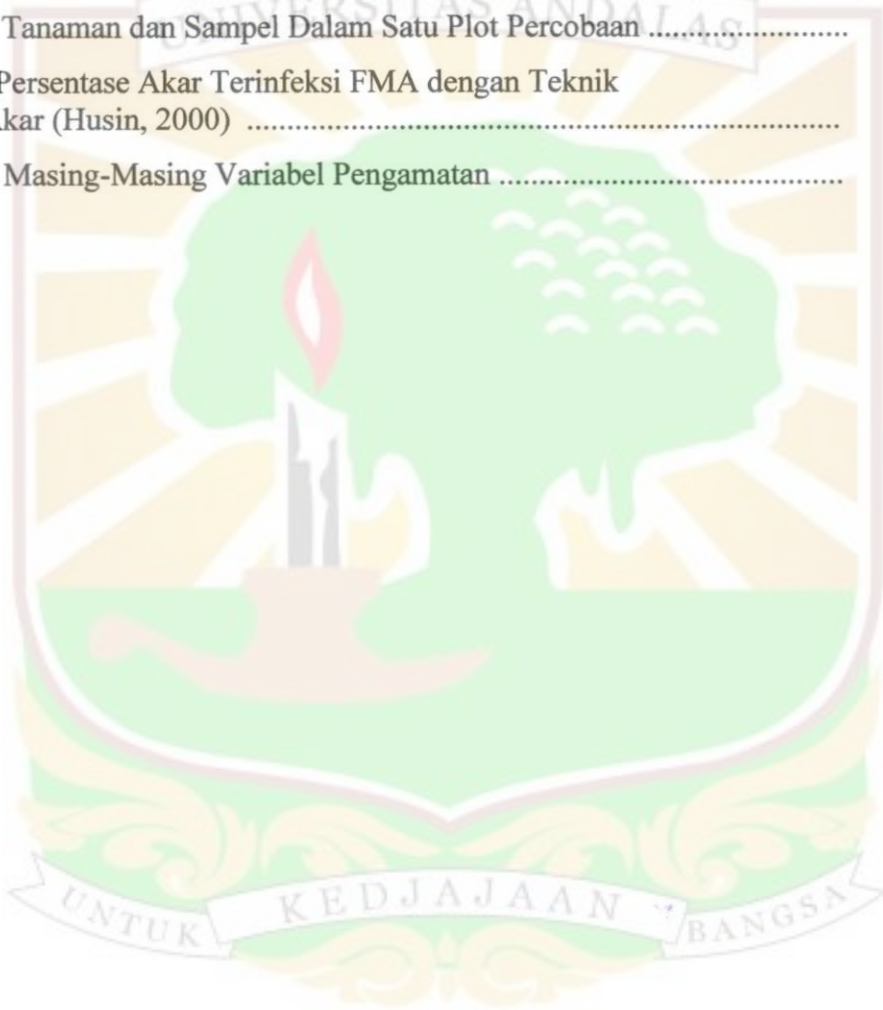 UNIVERSITAS ANDALAS
Tanaman dan Sampel Dalam Satu Plot Percobaan .........................
Persentase Akar Terinfeksi FMA dengan Teknik
kar (Husin, 2000) ..........................................................................
Masing-Masing Variabel Pengamatan ...........................................
UNTUK KEDJAJAAN BANGSA